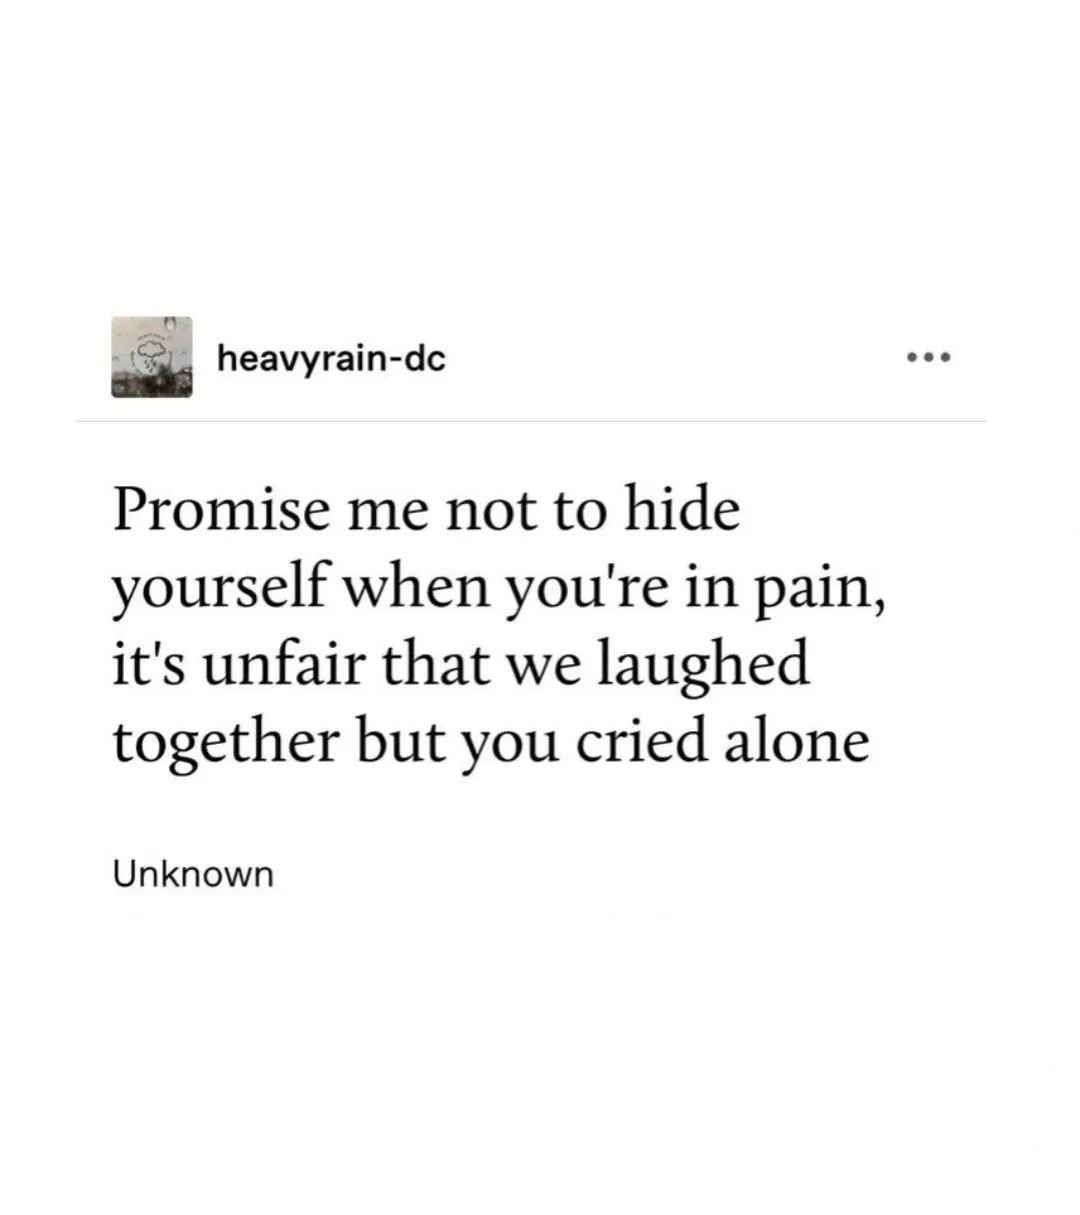 heavyrain-dc
Promise me not to hide
yourself when you're in pain,
it's unfair that we laughed
together but you cried alone
Unknown